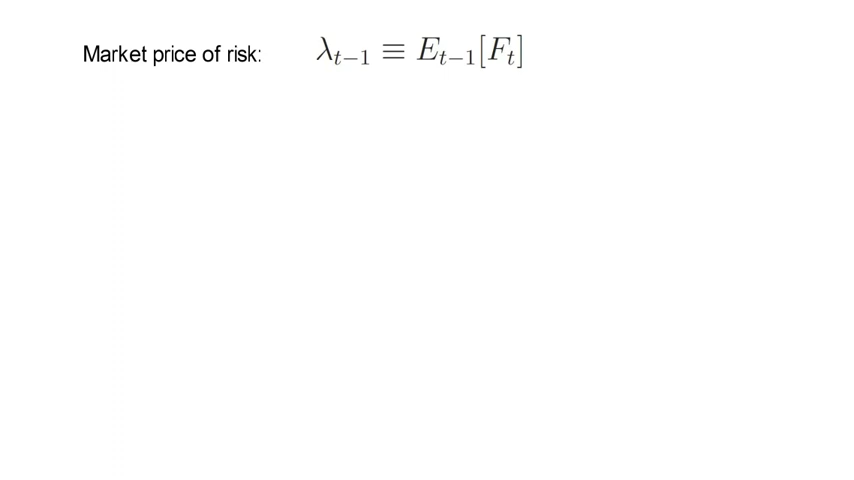 Market price of risk: λ_{t−1} ≡ E_{t−1}[F_t]